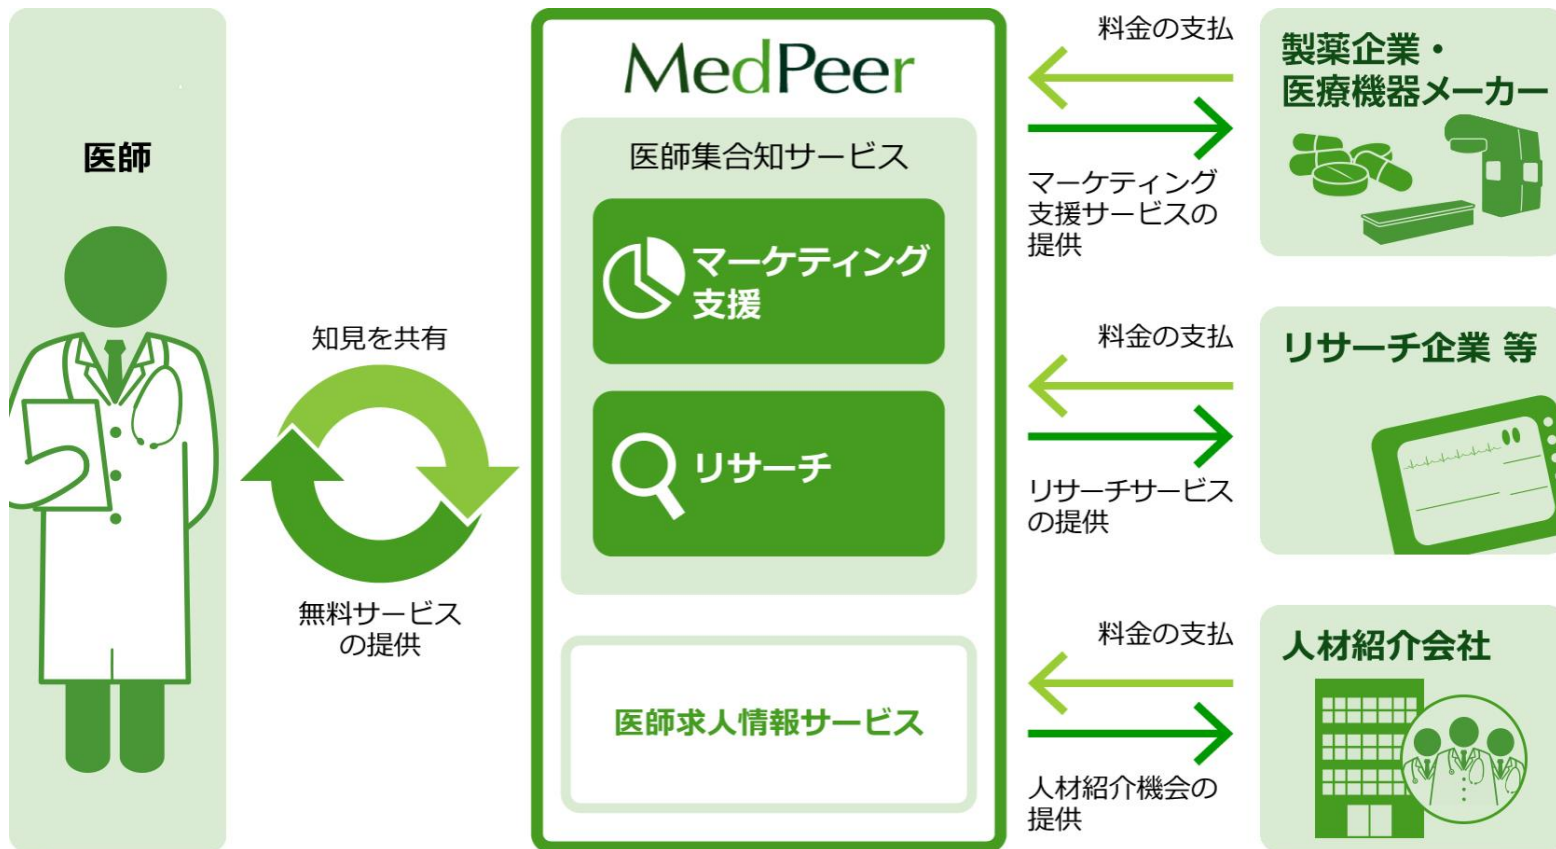 医師
知見を共有
無料サービス
の提供
MedPeer
医師集合知サービス
マーケティング
支援
リサーチ
医師求人情報サービス
料金の支払
マーケティング
支援サービスの
提供
製薬企業・
医療機器メーカー
料金の支払
リサーチサービス
の提供
リサーチ企業 等
料金の支払
人材紹介機会の
提供
人材紹介会社